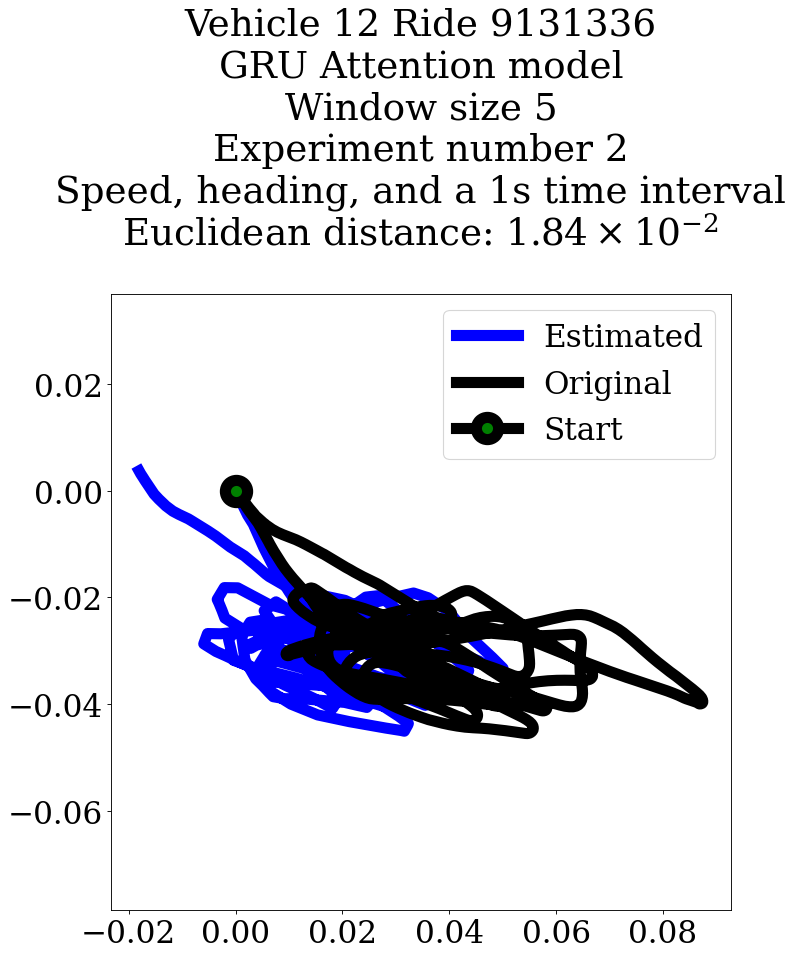 Vehicle 12 Ride 9131336
GRU Attention model
Window size 5
Experiment number 2
Speed, heading, and a 1s time interval
Euclidean distance: 1.84 × 10⁻²
Estimated
Original
Start
0.02
0.00
−0.02
−0.04
−0.06
−0.02 0.00 0.02 0.04 0.06 0.08